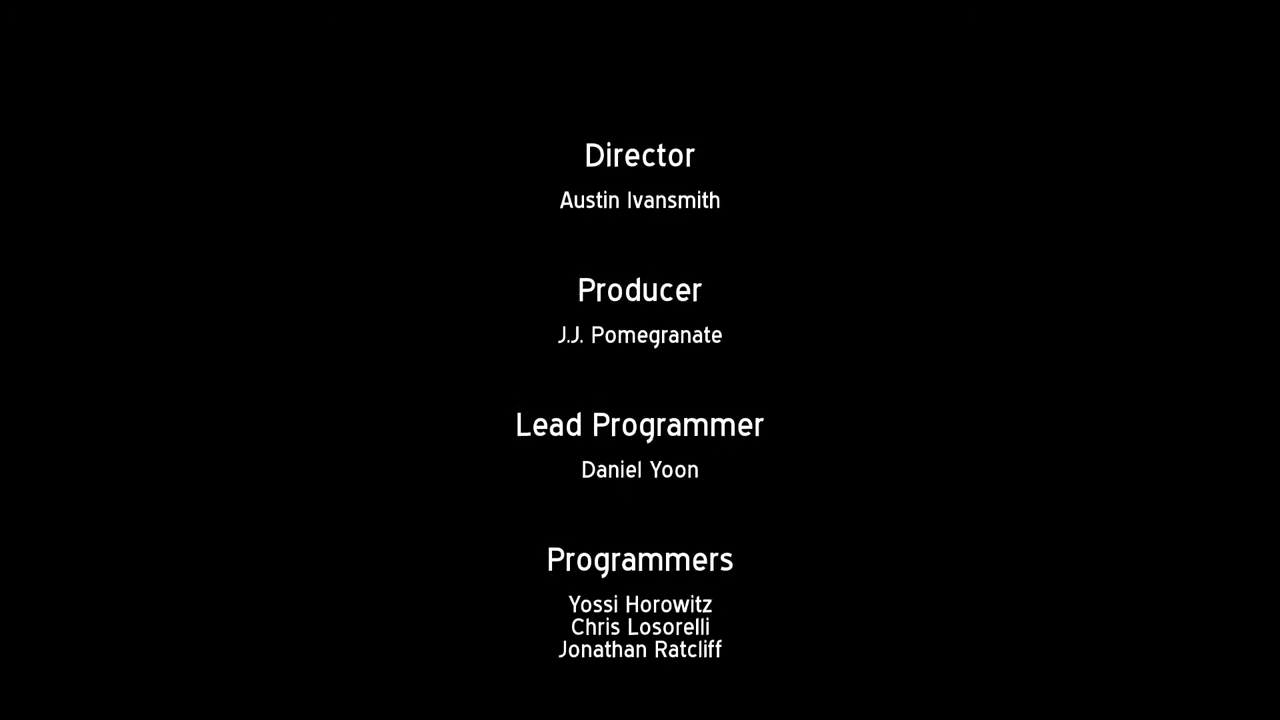 Director
Austin Ivansmith
Producer
J.J. Pomegranate
Lead Programmer
Daniel Yoon
Programmers
Yossi Horowitz
Chris Losorelli
Jonathan Ratcliff